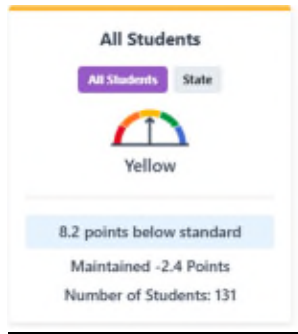 All Students
All Students State
Yellow
8.2 points below standard
Maintained -2.4 Points
Number of Students: 131